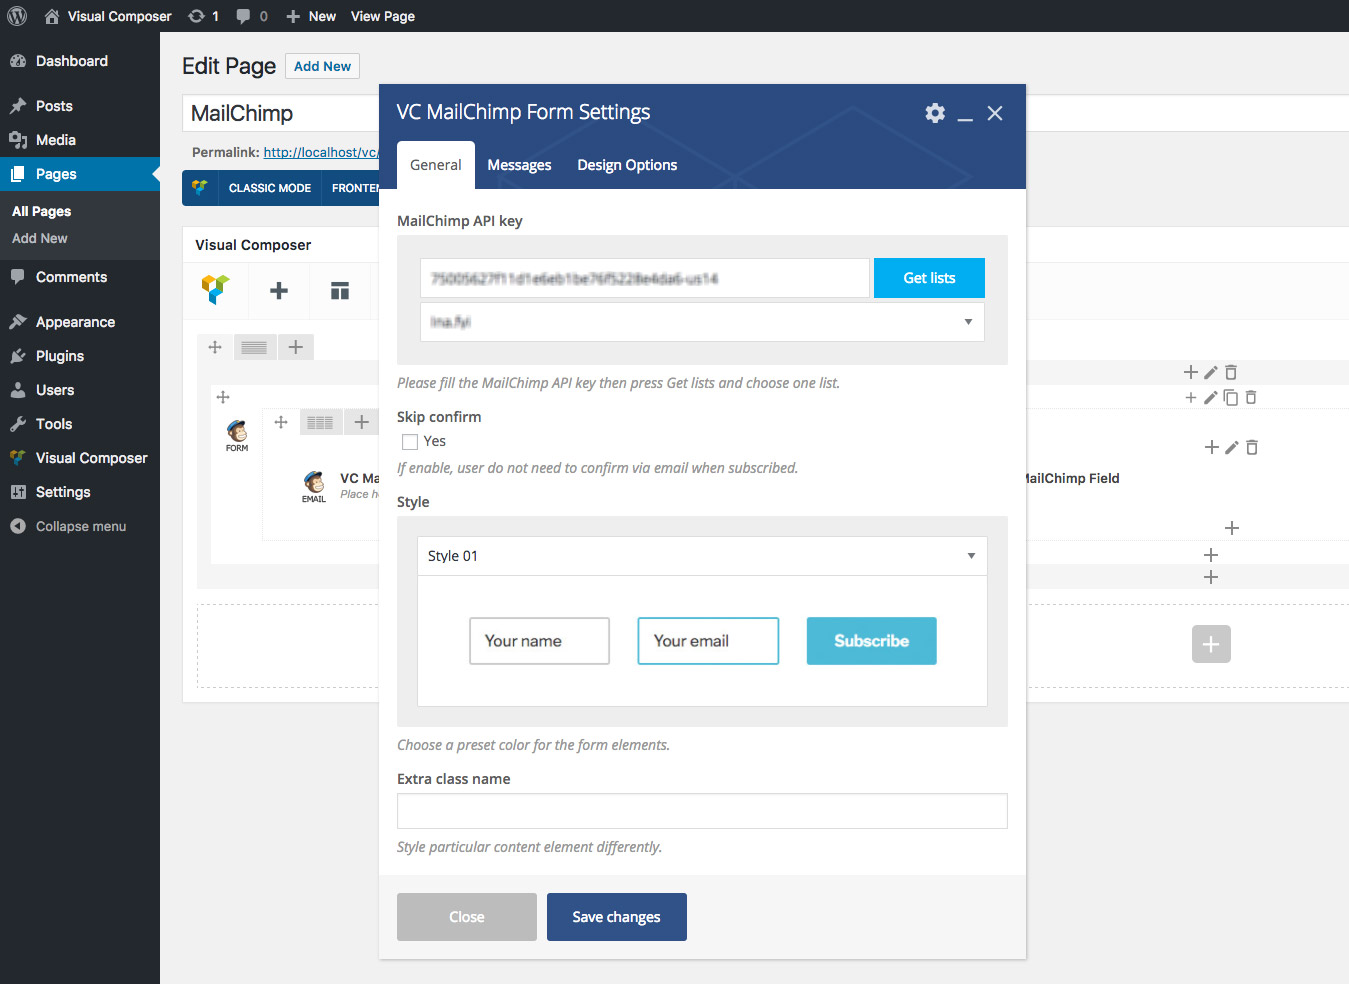 Visual Composer 1 0 New View Page
Dashboard
Posts
Media
Pages
All Pages
Add New
Comments
Appearance
Plugins
Users
Tools
Visual Composer
Settings
Collapse menu
Edit Page Add New
MailChimp
Permalink: http://localhost/vc/
CLASSIC MODE FRONTEN
Visual Composer
FORM
EMAIL
VC Ma
Place h
MailChimp Field
VC MailChimp Form Settings
General Messages Design Options
MailChimp API key
Get lists
Please fill the MailChimp API key then press Get lists and choose one list.
Skip confirm
Yes
If enable, user do not need to confirm via email when subscribed.
Style
Style 01
Your name Your email Subscribe
Choose a preset color for the form elements.
Extra class name
Style particular content element differently.
Close Save changes